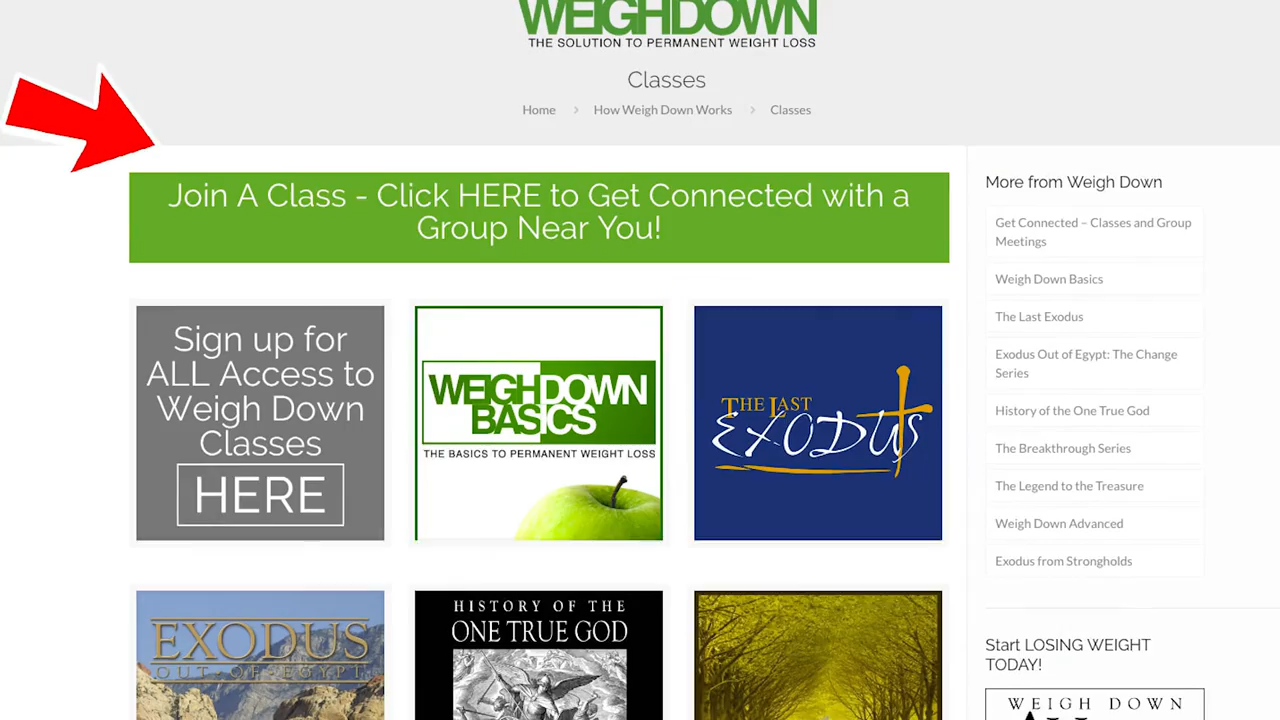 WEIGHDOWN
THE SOLUTION TO PERMANENT WEIGHT LOSS
Classes
Home > How Weigh Down Works > Classes
Join A Class - Click HERE to Get Connected with a
Group Near You!
Sign up for
ALL Access to
Weigh Down
Classes
HERE
WEIGHDOWN
BASICS
THE BASICS TO PERMANENT WEIGHT LOSS
THE LAST
EXODUS
EXODUS
OUT OF EGYPT
HISTORY OF THE
ONE TRUE GOD
More from Weigh Down
Get Connected – Classes and Group
Meetings
Weigh Down Basics
The Last Exodus
Exodus Out of Egypt: The Change
Series
History of the One True God
The Breakthrough Series
The Legend to the Treasure
Weigh Down Advanced
Exodus from Strongholds
Start LOSING WEIGHT
TODAY!
WEIGH DOWN